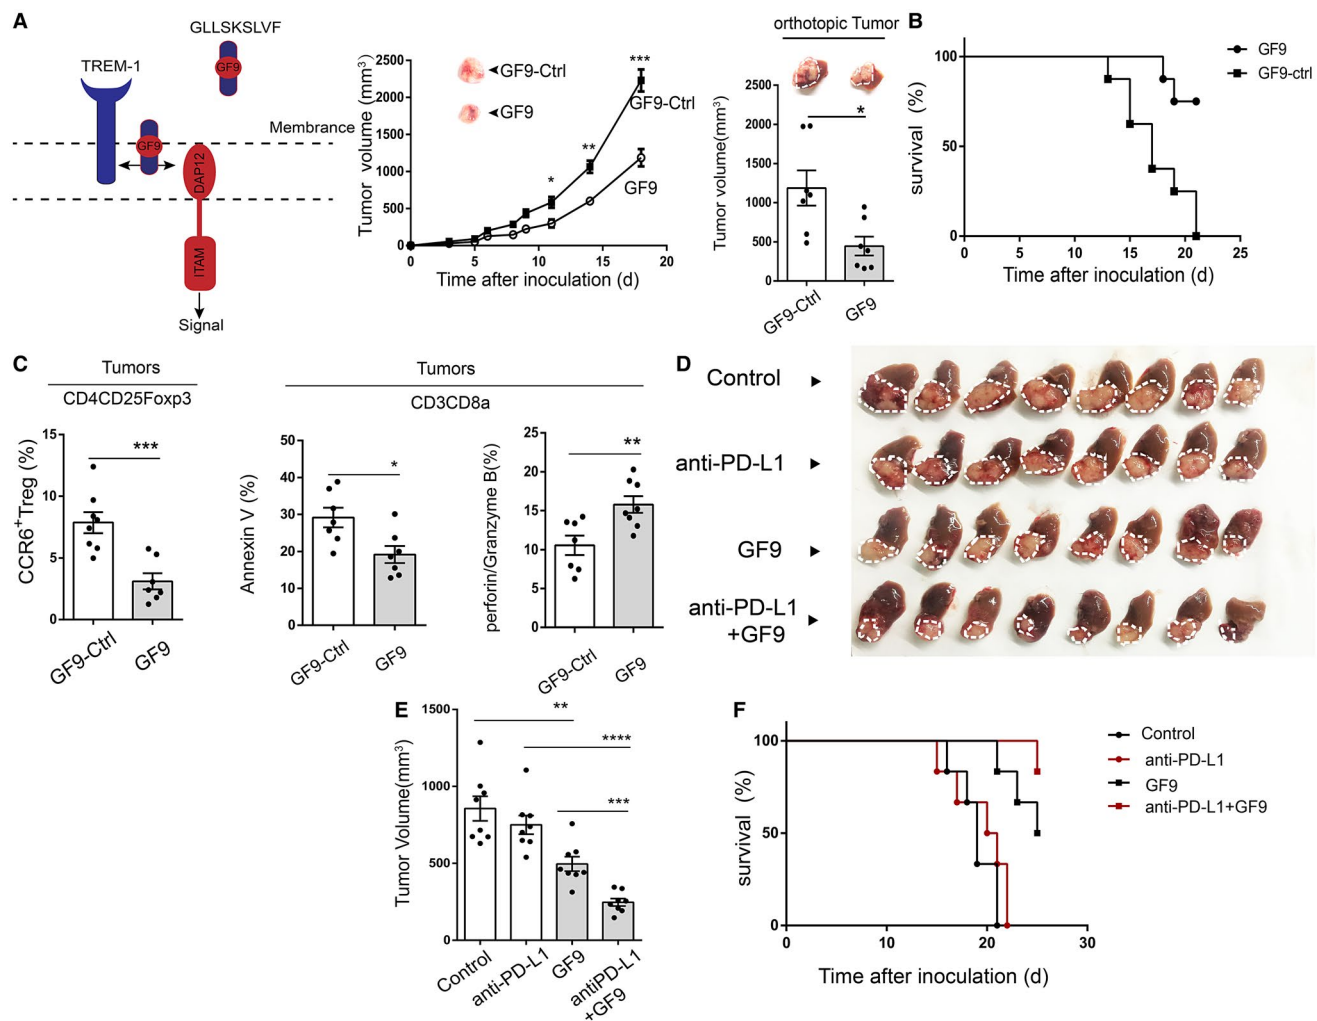 A
GLLSKSLVF
GF9
TREM-1
Membrance
GF9
DAP12
ITAM
Signal
Tumor volume (mm³)
2500
2000
1500
1000
500
0
0
5
10
15
20
Time after inoculation (d)
GF9-Ctrl
GF9
*
**
***
GF9-Ctrl
GF9
orthotopic Tumor
Tumor volume(mm³)
2500
2000
1500
1000
500
0
*
GF9-Ctrl
GF9
B
survival (%)
100
50
0
0
5
10
15
20
25
Time after inoculation (d)
GF9
GF9-ctrl
C
Tumors
CD4CD25Foxp3
CCR6⁺Treg (%)
15
10
5
0
***
GF9-Ctrl
GF9
Tumors
CD3CD8a
Annexin V (%)
50
40
30
20
10
0
*
GF9-Ctrl
GF9
perforin/Granzyme B(%)
25
20
15
10
5
0
**
GF9-Ctrl
GF9
D
Control
anti-PD-L1
GF9
anti-PD-L1
+GF9
E
Tumor Volume(mm³)
1500
1000
500
0
**
****
***
Control
anti-PD-L1
GF9
antiPD-L1
+GF9
F
survival (%)
100
50
0
0
10
20
30
Time after inoculation (d)
Control
anti-PD-L1
GF9
anti-PD-L1+GF9